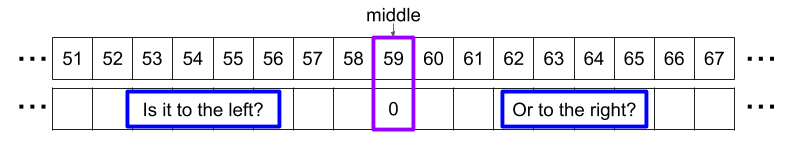 middle
... 51 52 53 54 55 56 57 58 59 60 61 62 63 64 65 66 67 ...
... Is it to the left? 0 Or to the right? ...